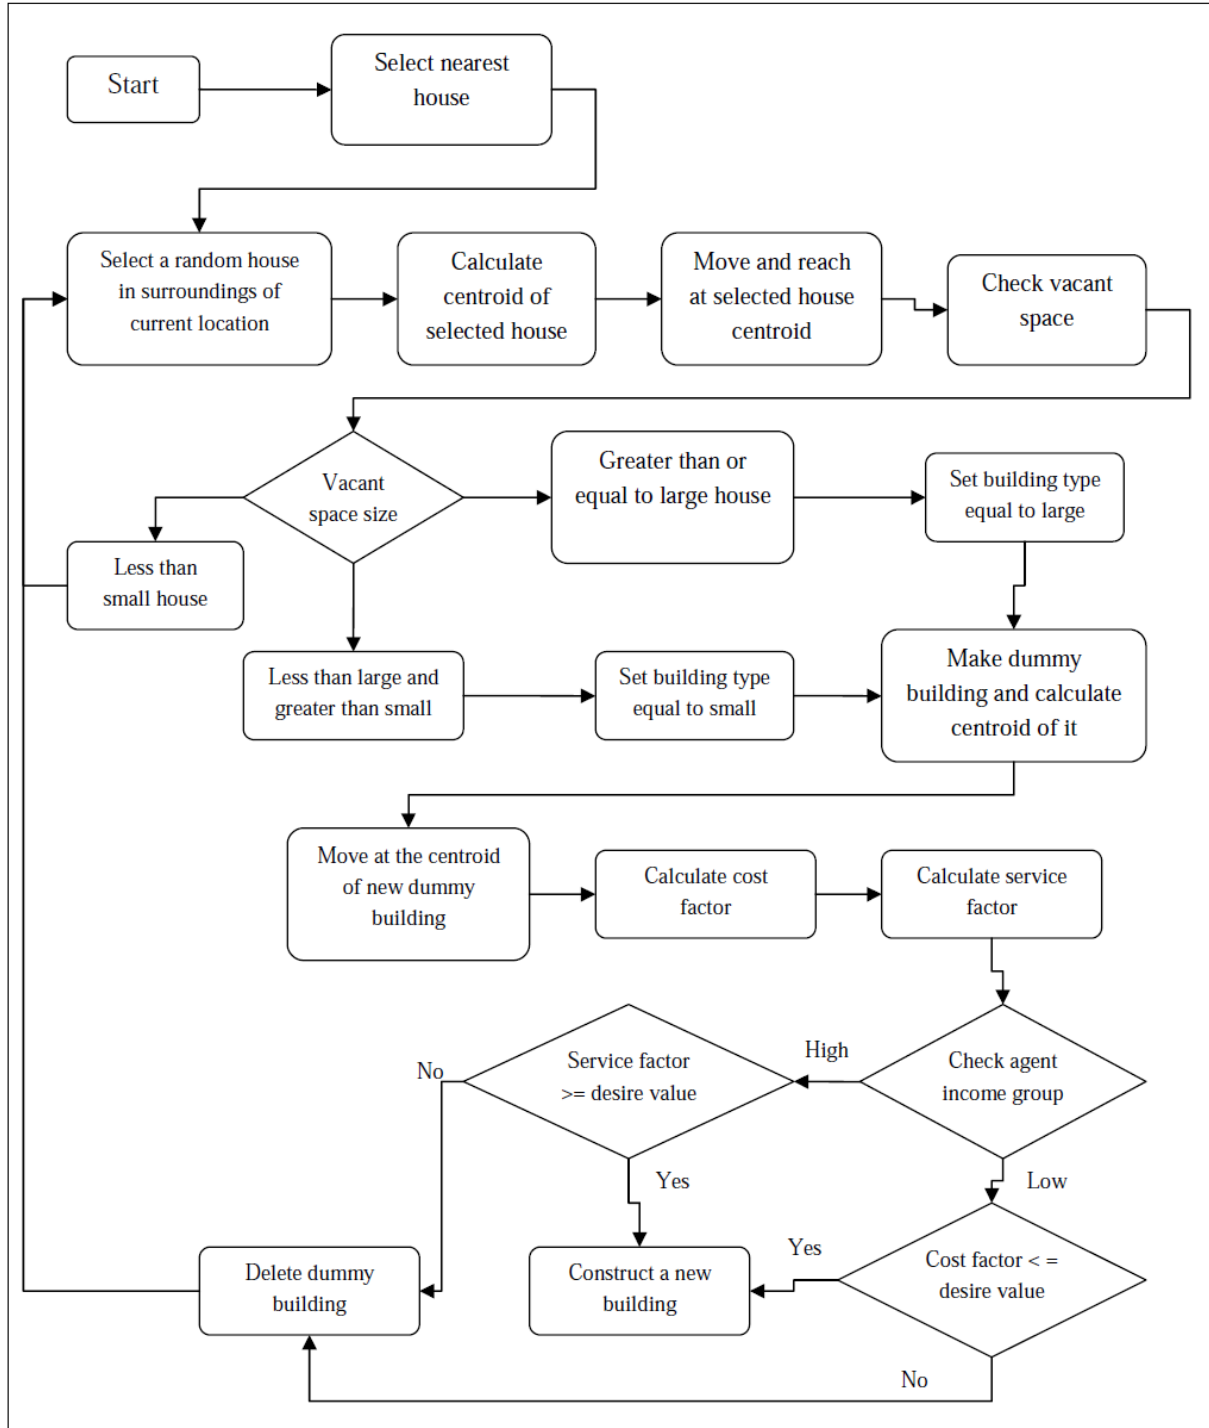 Start
Select nearest
house
Select a random house
in surroundings of
current location
Calculate
centroid of
selected house
Move and reach
at selected house
centroid
Check vacant
space
Vacant
space size
Greater than or
equal to large house
Set building type
equal to large
Less than
small house
Less than large and
greater than small
Set building type
equal to small
Make dummy
building and calculate
centroid of it
Move at the centroid
of new dummy
building
Calculate cost
factor
Calculate service
factor
Check agent
income group
High
Service factor
>= desire value
No
Yes
Low
Cost factor < =
desire value
Yes
Construct a new
building
Delete dummy
building
No